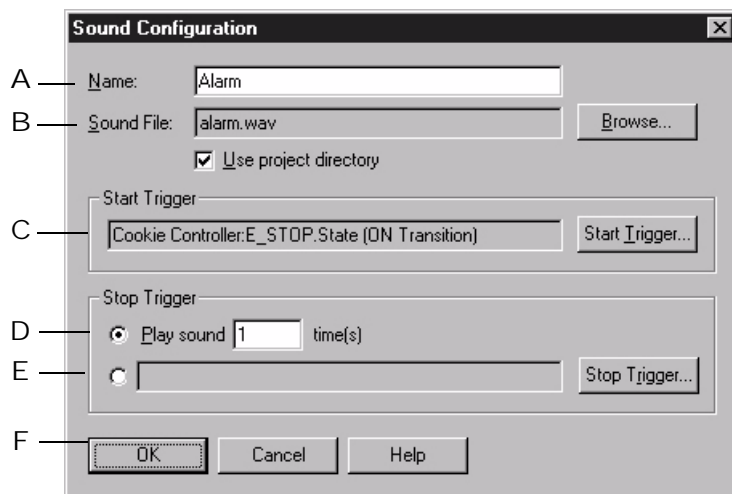 Sound Configuration
A Name: Alarm
B Sound File: alarm.wav Browse...
Use project directory
Start Trigger
C Cookie Controller:E_STOP.State (ON Transition) Start Trigger...
Stop Trigger
D Play sound 1 time(s)
E Stop Trigger...
F OK Cancel Help